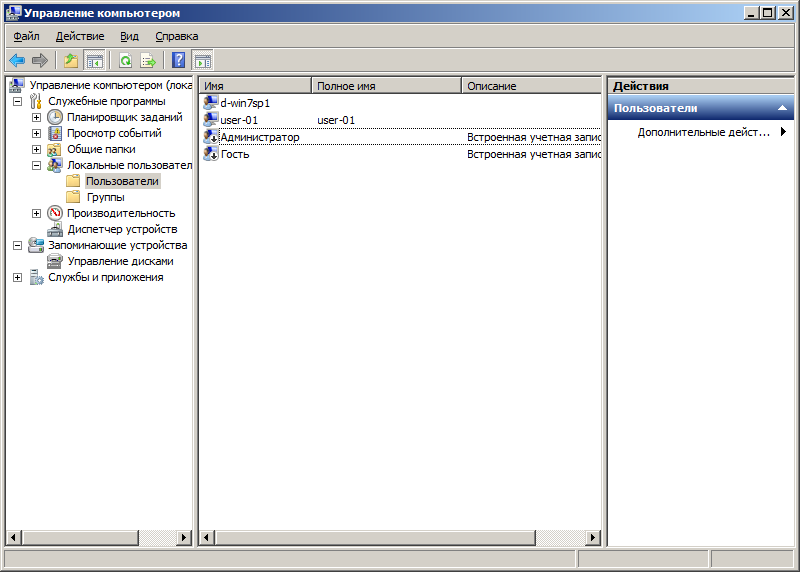 Управление компьютером
Файл Действие Вид Справка
Управление компьютером (лока
Служебные программы
Планировщик заданий
Просмотр событий
Общие папки
Локальные пользовател
Пользователи
Группы
Производительность
Диспетчер устройств
Запоминающие устройства
Управление дисками
Службы и приложения
Имя Полное имя Описание
d-win7sp1
user-01 user-01
Администратор Встроенная учетная запис
Гость Встроенная учетная запис
Действия
Пользователи
Дополнительные дейст...